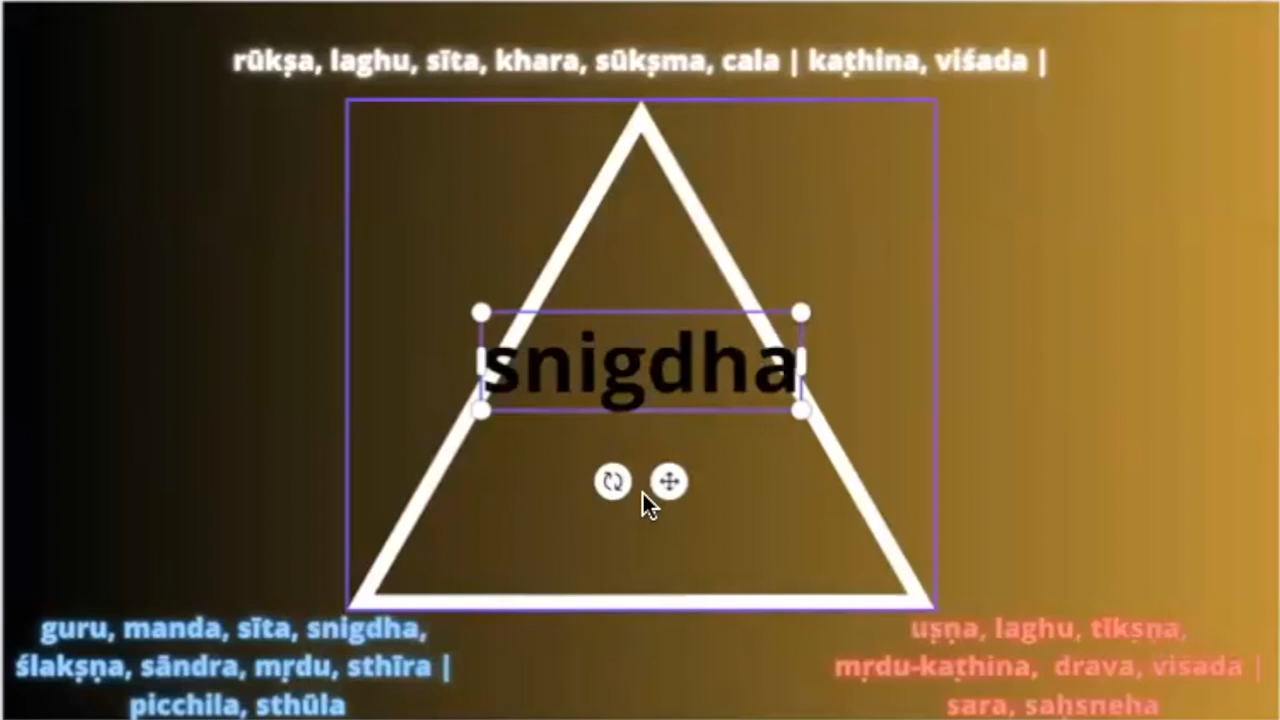 rūkṣa, laghu, sīta, khara, sūkṣma, cala | kaṭhina, viśada |
snigdha
guru, manda, sīta, snigdha,
ślakṣṇa, sāndra, mṛdu, sthīra |
picchila, sthūla
uṣṇa, laghu, tīkṣṇa,
mṛdu-kaṭhina, drava, viśada |
sara, saḥsneha